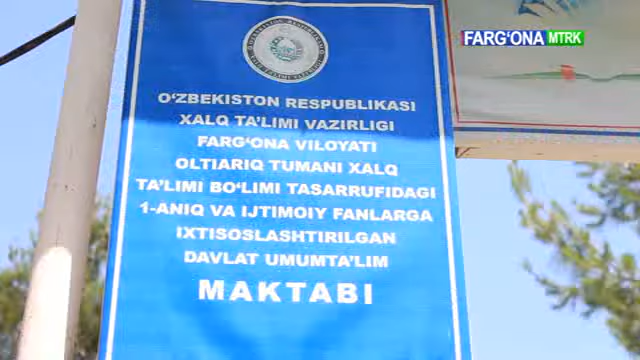 FARG‘ONA MTRK
O‘ZBEKISTON RESPUBLIKASI
XALQ TA’LIMI VAZIRLIGI
FARG‘ONA VILOYATI
OLTIARIQ TUMANI XALQ
TA’LIMI BO‘LIMI TASARRUFIDAGI
1-ANIQ VA IJTIMOIY FANLARGA
IXTISOSLASHTIRILGAN
DAVLAT UMUMTA’LIM
MAKTABI